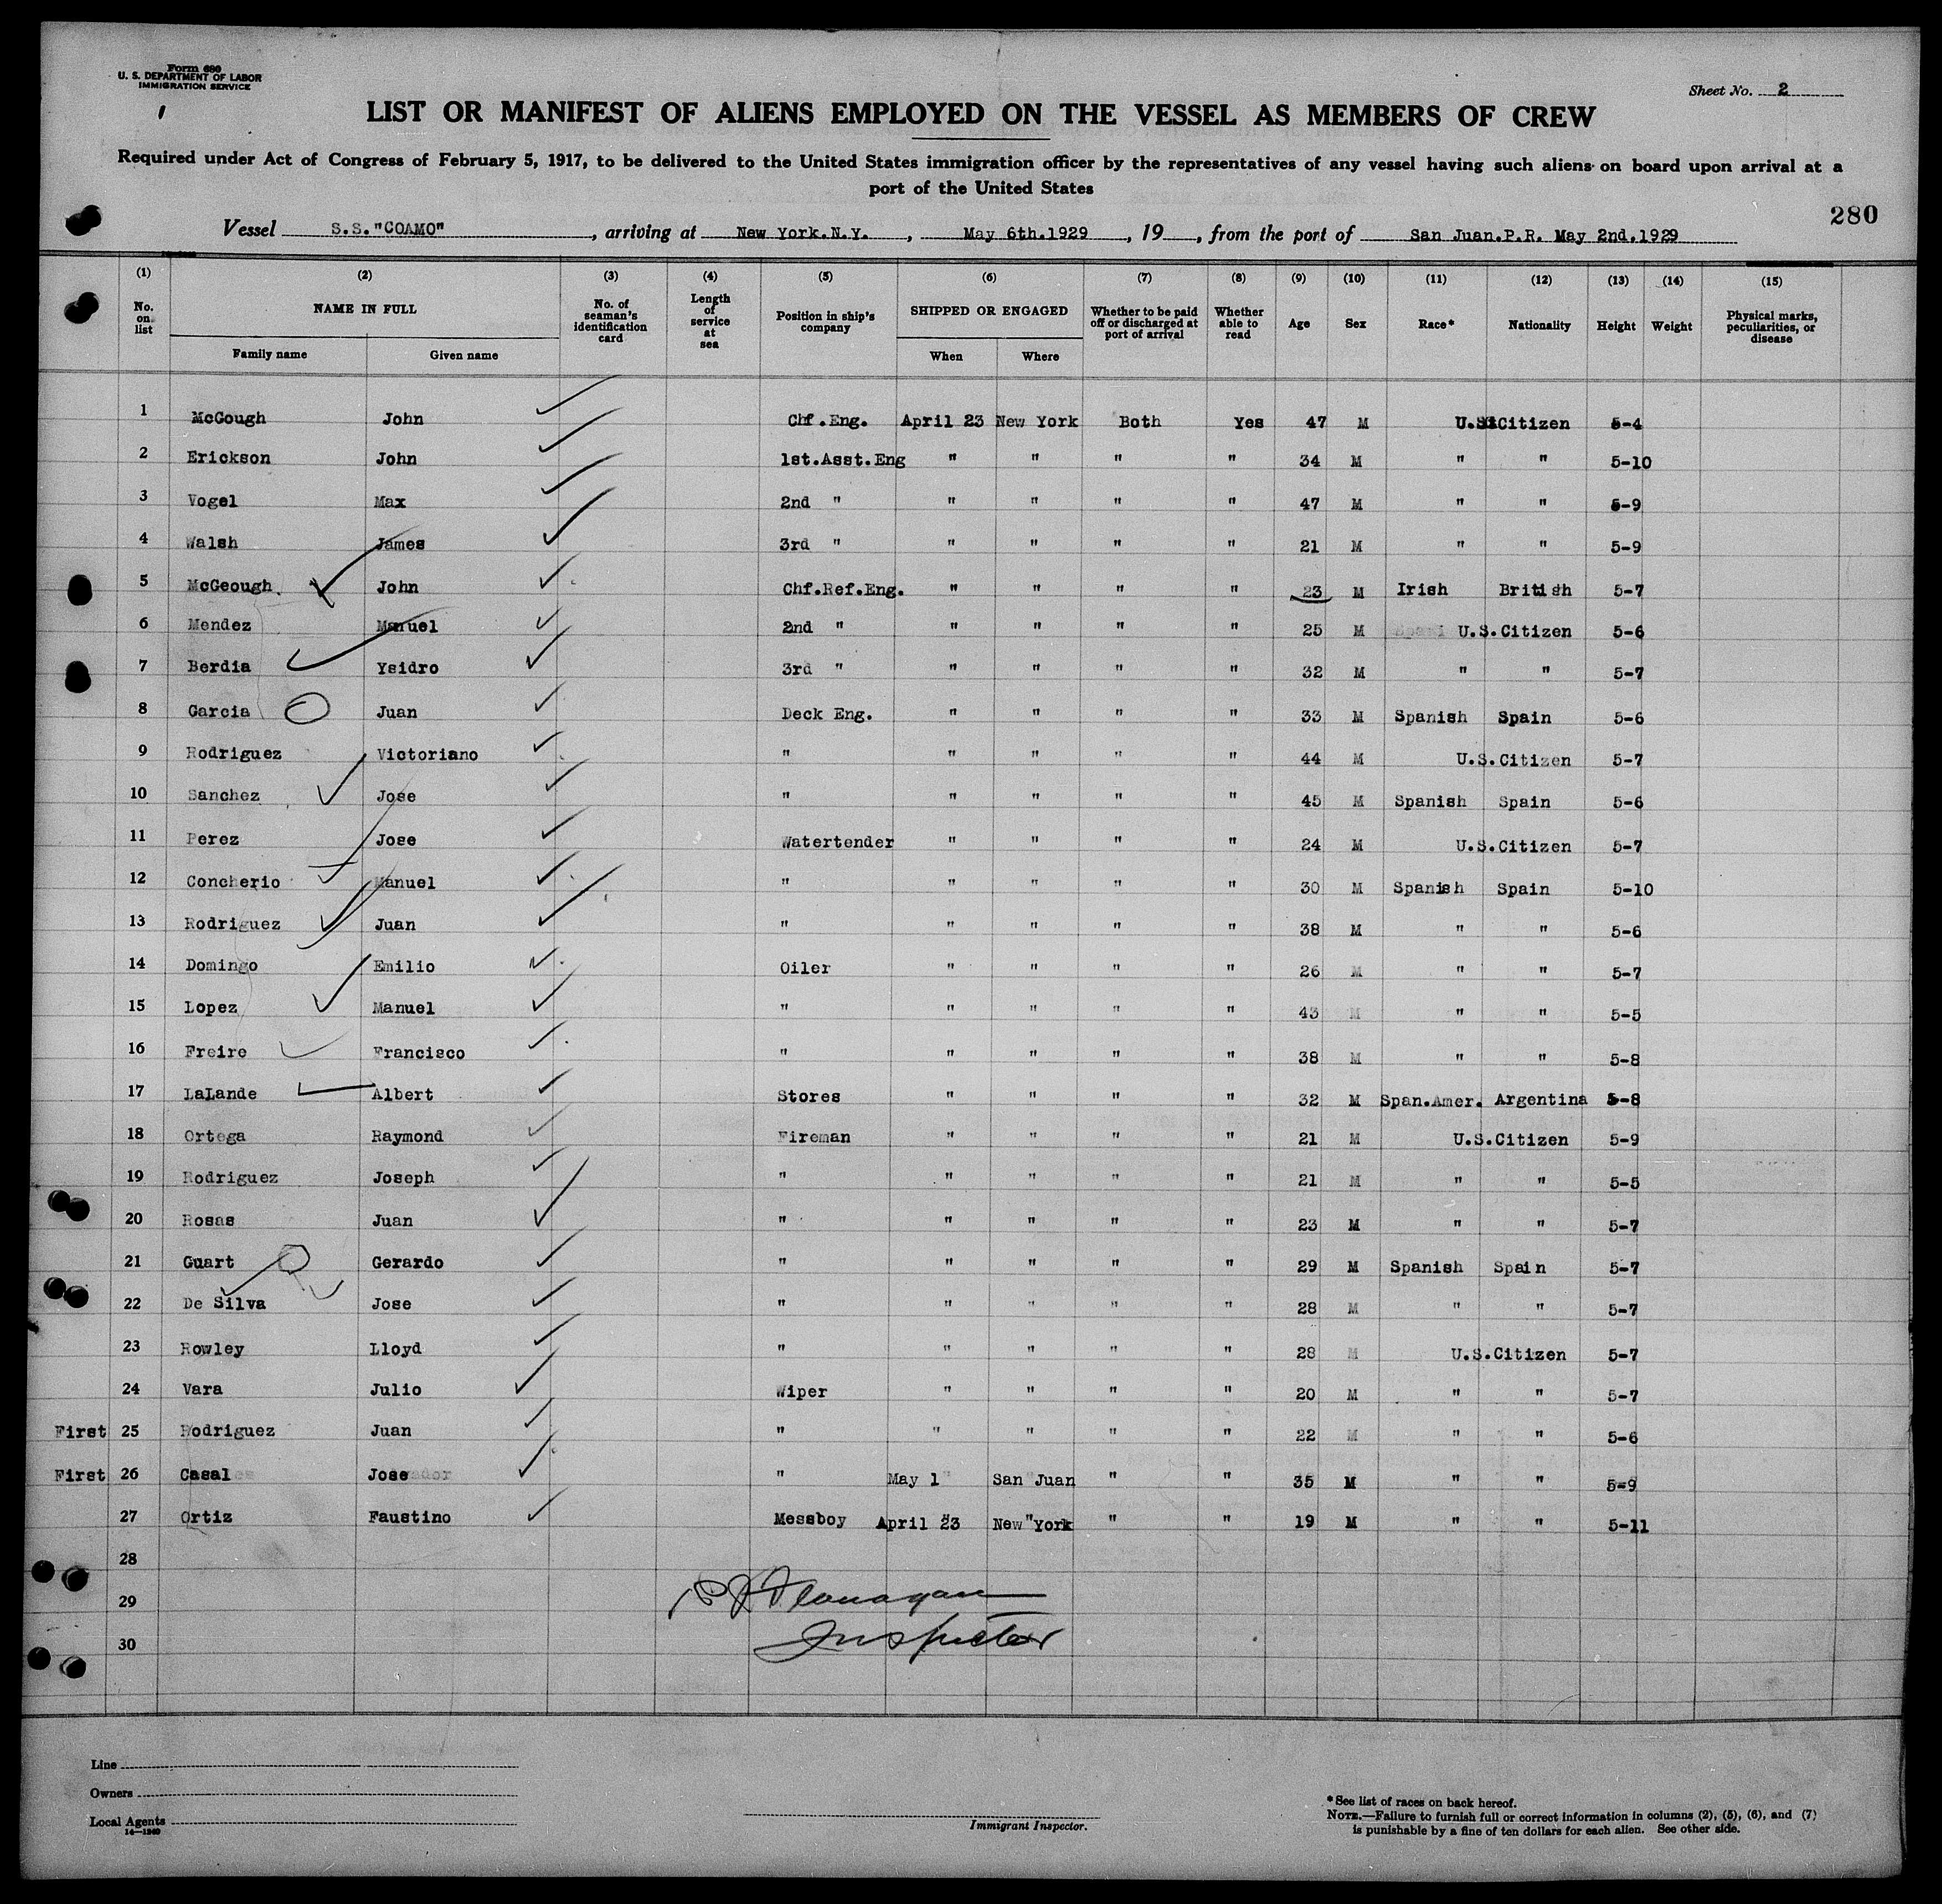 Form 680
U. S. DEPARTMENT OF LABOR
IMMIGRATION SERVICE
Sheet No. 2
LIST OR MANIFEST OF ALIENS EMPLOYED ON THE VESSEL AS MEMBERS OF CREW
Required under Act of Congress of February 5, 1917, to be delivered to the United States immigration officer by the representatives of any vessel having such aliens on board upon arrival at a
port of the United States
280
Vessel S.S."COAMO", arriving at New York.N.Y., May 6th.1929, 19, from the port of San Juan.P.R. May 2nd.1929
(1) (2) (3) (4) (5) (6) (7) (8) (9) (10) (11) (12) (13) (14) (15)
No. on list NAME IN FULL No. of seaman's identification card Length of service at sea Position in ship's company SHIPPED OR ENGAGED Whether to be paid off or discharged at port of arrival Whether able to read Age Sex Race* Nationality Height Weight Physical marks, peculiarities, or disease
Family name Given name When Where
1 McGough John Chf.Eng. April 23 New York Both Yes 47 M U.S.Citizen 5-4
2 Erickson John 1st.Asst.Eng " " " " 34 M " " 5-10
3 Vogel Max 2nd " " " " " 47 M " " 5-9
4 Walsh James 3rd " " " " " 21 M " " 5-9
5 McGeough. John Chf.Ref.Eng. " " " " 23 M Irish British 5-7
6 Mendez Manuel 2nd " " " " " 25 M U.S.Citizen 5-6
7 Berdia Ysidro 3rd " " " " " 32 M " " 5-7
8 Garcia Juan Deck Eng. " " " " 33 M Spanish Spain 5-6
9 Rodriguez Victoriano " " " " " 44 M U.S.Citizen 5-7
10 Sanchez Jose " " " " " 45 M Spanish Spain 5-6
11 Perez Jose Watertender " " " " 24 M U.S.Citizen 5-7
12 Concherio Manuel " " " " " 30 M Spanish Spain 5-10
13 Rodriguez Juan " " " " " 38 M " " 5-6
14 Domingo Emilio Oiler " " " " 26 M " " 5-7
15 Lopez Manuel " " " " " 43 M " " 5-5
16 Freire Francisco " " " " " 38 M " " 5-8
17 LaLande Albert Stores " " " " 32 M Span.Amer. Argentina 5-8
18 Ortega Raymond Fireman " " " " 21 M U.S.Citizen 5-9
19 Rodriguez Joseph " " " " " 21 M " " 5-5
20 Rosas Juan " " " " " 23 M " " 5-7
21 Guart Gerardo " " " " " 29 M Spanish Spain 5-7
22 De Silva Jose " " " " " 28 M " " 5-7
23 Rowley Lloyd " " " " " 28 M U.S.Citizen 5-7
24 Vara Julio Wiper " " " " 20 M " " 5-7
First 25 Rodriguez Juan " " " " " 22 M " " 5-6
First 26 Casal Jose " May 1 San Juan " " 35 M " " 5-9
27 Ortiz Faustino Messboy April 23 New York " " 19 M " " 5-11
28
29
30
Flanagan
Inspector
Line
Owners
Local Agents
14-1240
Immigrant Inspector.
* See list of races on back hereof.
NOTE.—Failure to furnish full or correct information in columns (2), (5), (6), and (7)
is punishable by a fine of ten dollars for each alien. See other side.